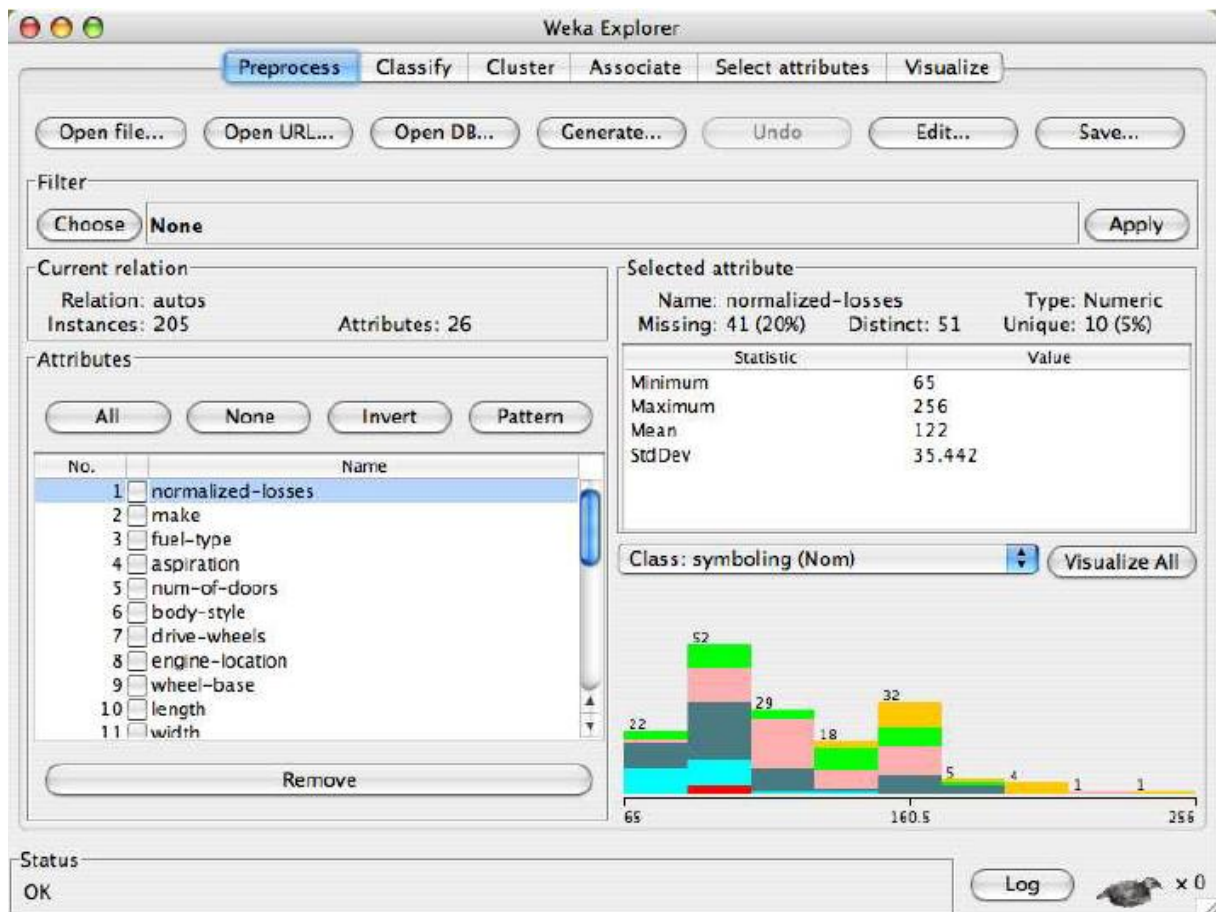 Weka Explorer
Preprocess Classify Cluster Associate Select attributes Visualize
Open file... Open URL... Open DB... Generate... Undo Edit... Save...
Filter
Choose None Apply
Current relation
Relation: autos
Instances: 205 Attributes: 26
Attributes
All None Invert Pattern
No. Name
1 normalized-losses
2 make
3 fuel-type
4 aspiration
5 num-of-doors
6 body-style
7 drive-wheels
8 engine-location
9 wheel-base
10 length
11 width
Remove
Selected attribute
Name: normalized-losses Type: Numeric
Missing: 41 (20%) Distinct: 51 Unique: 10 (5%)
Statistic Value
Minimum 65
Maximum 256
Mean 122
StdDev 35.442
Class: symboling (Nom) Visualize All
22 52 29 18 32 5 4 1 1
65 160.5 256
Status
OK
Log x 0